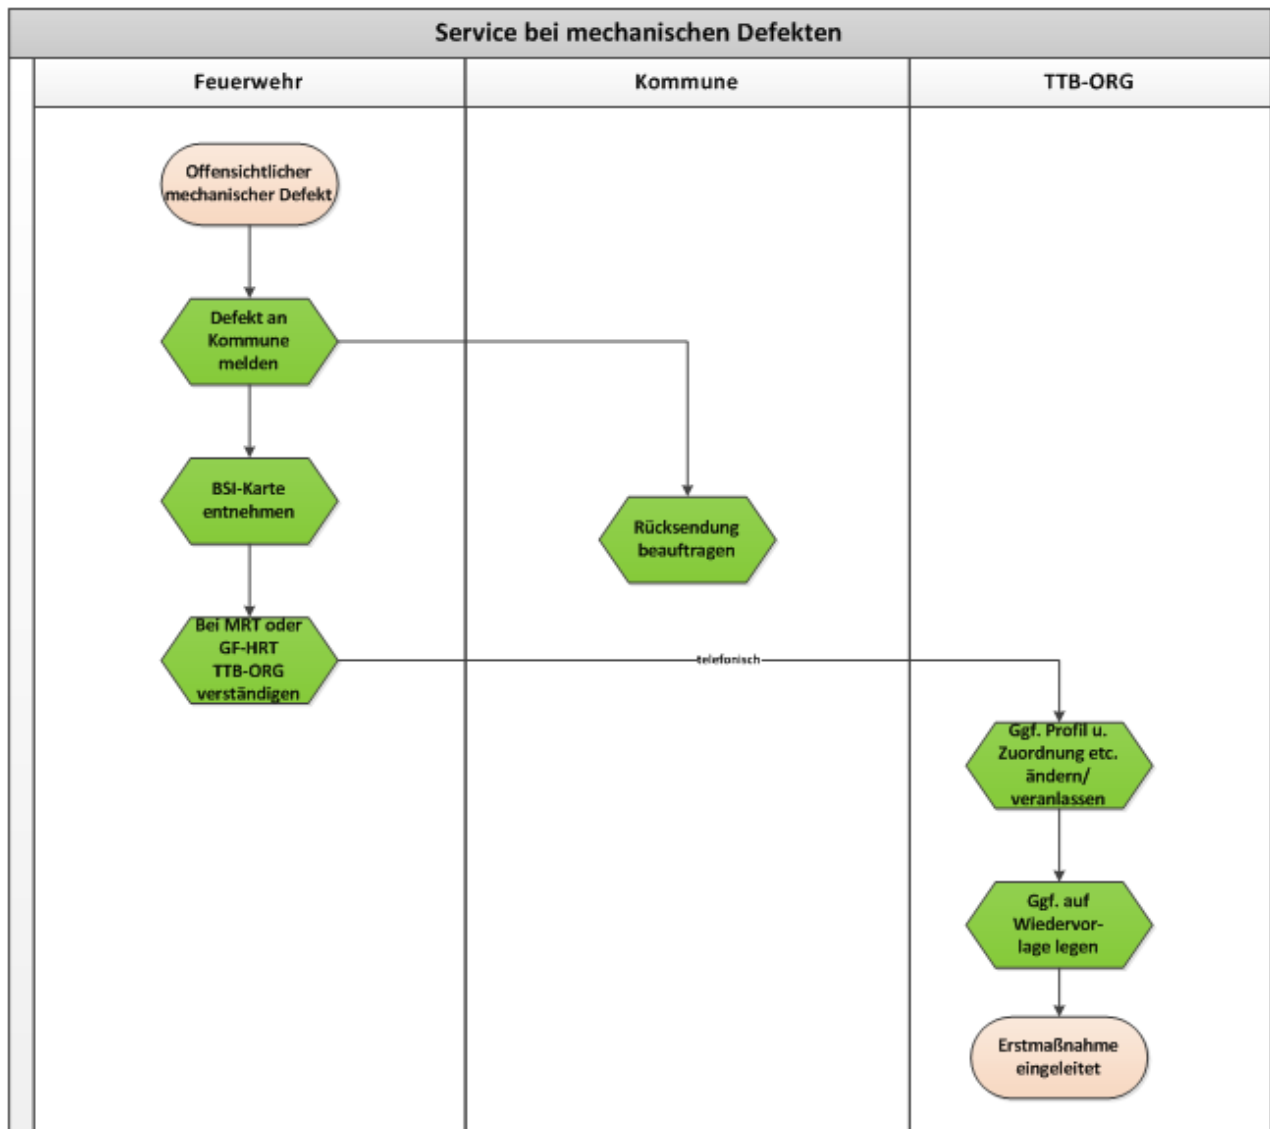 Service bei mechanischen Defekten
Feuerwehr
Kommune
TTB-ORG
Offensichtlicher
mechanischer Defekt
Defekt an
Kommune
melden
BSI-Karte
entnehmen
Rücksendung
beauftragen
Bei MRT oder
GF-HRT
TTB-ORG
verständigen
telefonisch
Ggf. Profil u.
Zuordnung etc.
ändern/
veranlassen
Ggf. auf
Wiedervor-
lage legen
Erstmaßnahme
eingeleitet